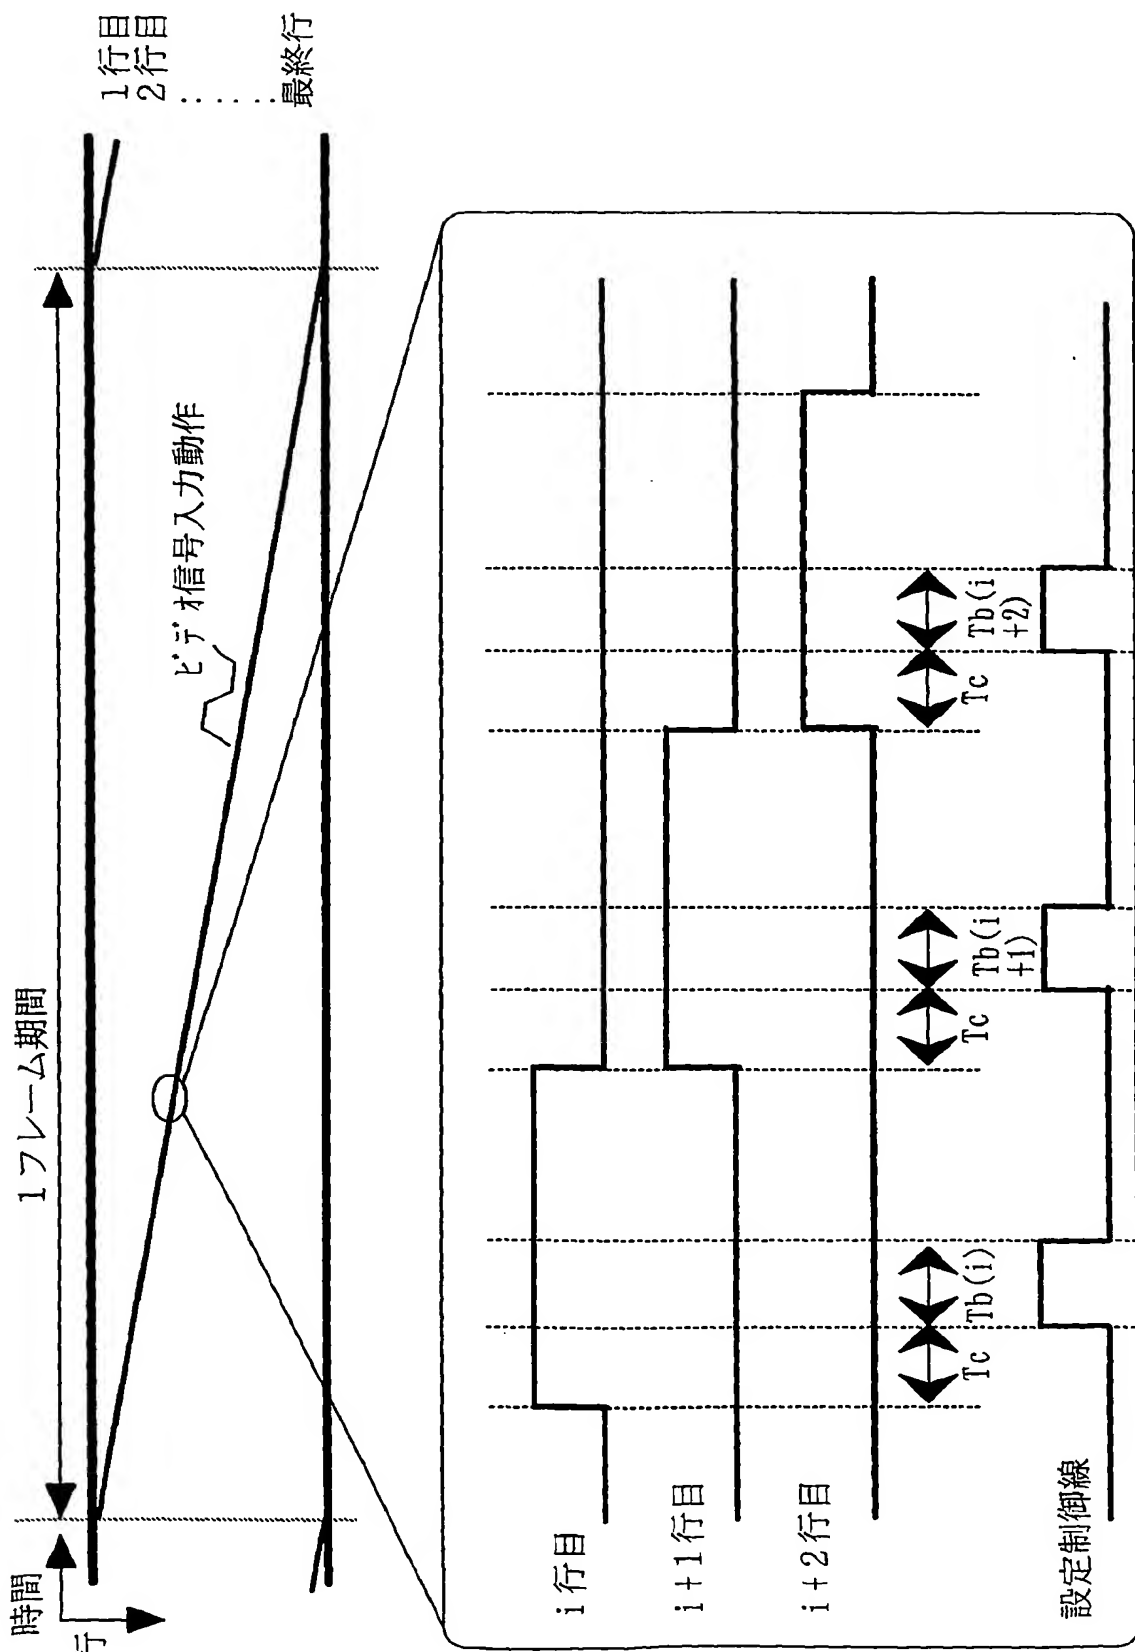 時間
行
1フレーム期間
1行目
2行目
......
最終行
ビデオ信号入力動作
i行目
i+1行目
i+2行目
Tc
Tb(i)
Tc
Tb(i
+1)
Tc
Tb(i
+2)
設定制御線